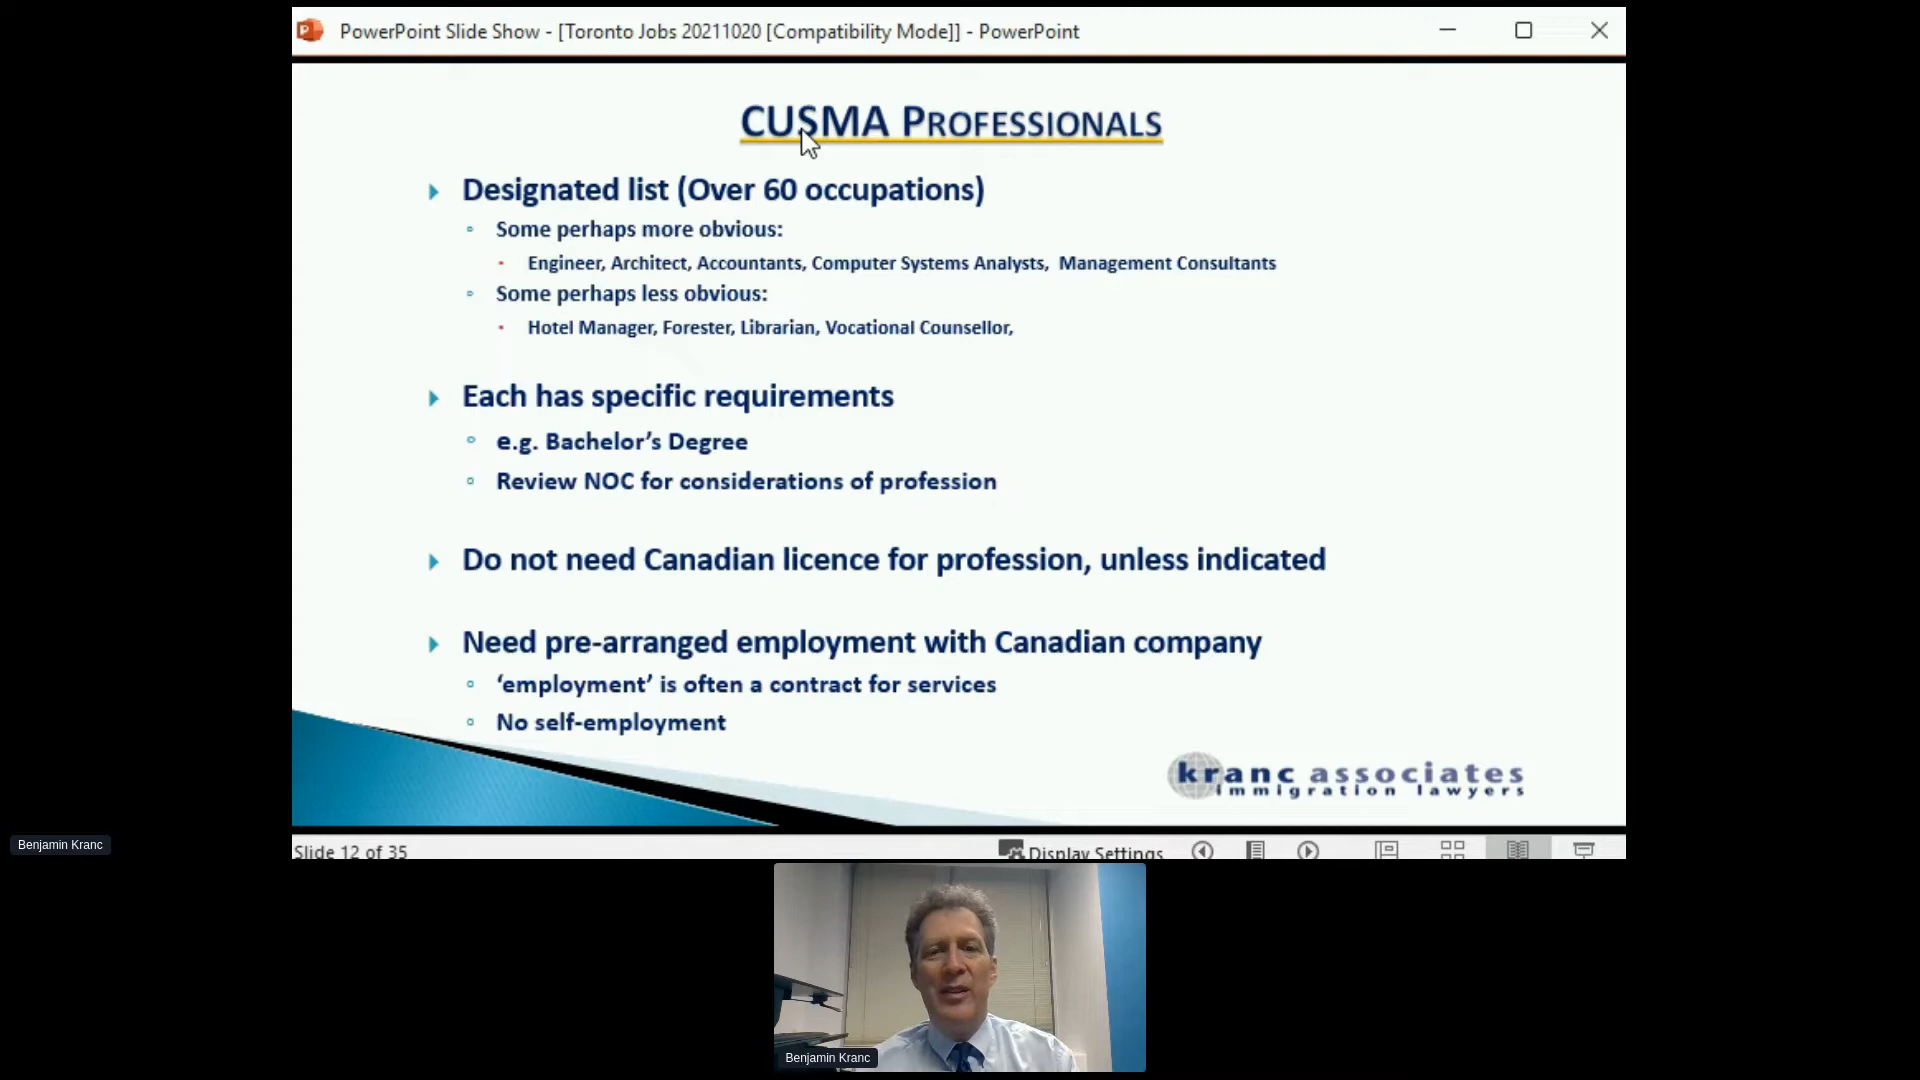 PowerPoint Slide Show - [Toronto Jobs 20211020 [Compatibility Mode]] - PowerPoint
CUSMA PROFESSIONALS
Designated list (Over 60 occupations)
Some perhaps more obvious:
Engineer, Architect, Accountants, Computer Systems Analysts, Management Consultants
Some perhaps less obvious:
Hotel Manager, Forester, Librarian, Vocational Counsellor,
Each has specific requirements
e.g. Bachelor's Degree
Review NOC for considerations of profession
Do not need Canadian licence for profession, unless indicated
Need pre-arranged employment with Canadian company
‘employment’ is often a contract for services
No self-employment
kranc associates
immigration lawyers
Benjamin Kranc
Slide 12 of 35
Display Settings
Benjamin Kranc